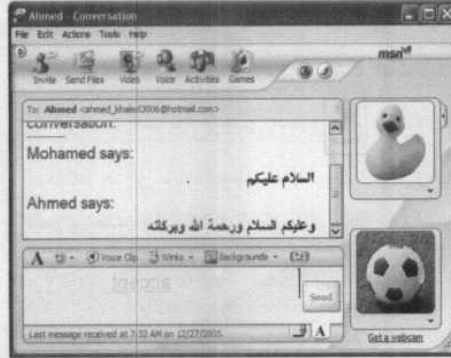 Ahmed - Conversation
File Edit Actions Tools Help
msn
Invite Send Files Video Voice Activities Games
To: Ahmed <ahmed_khaled2006@hotmail.com>
conversation.
Mohamed says:
السلام عليكم
Ahmed says:
وعليكم السلام ورحمة الله وبركاته
A Voice Clip Winks Backgrounds
Send
Last message received at 7:32 AM on 12/27/2005.
A
Get a webcam